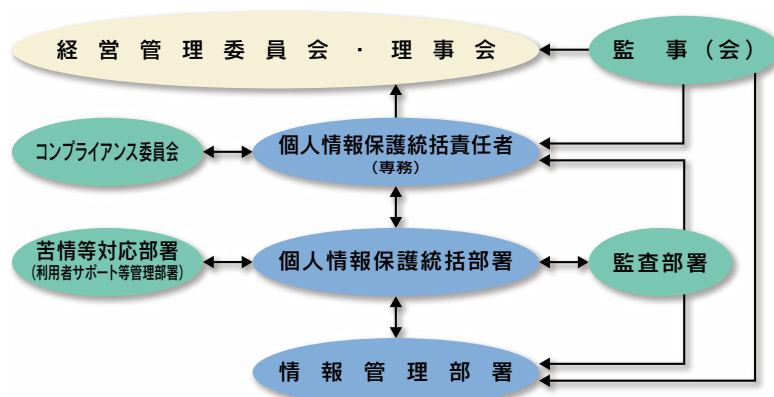 経営管理委員会・理事会
監事(会)
コンプライアンス委員会
個人情報保護統括責任者
(専務)
苦情等対応部署
(利用者サポート等管理部署)
個人情報保護統括部署
監査部署
情報管理部署